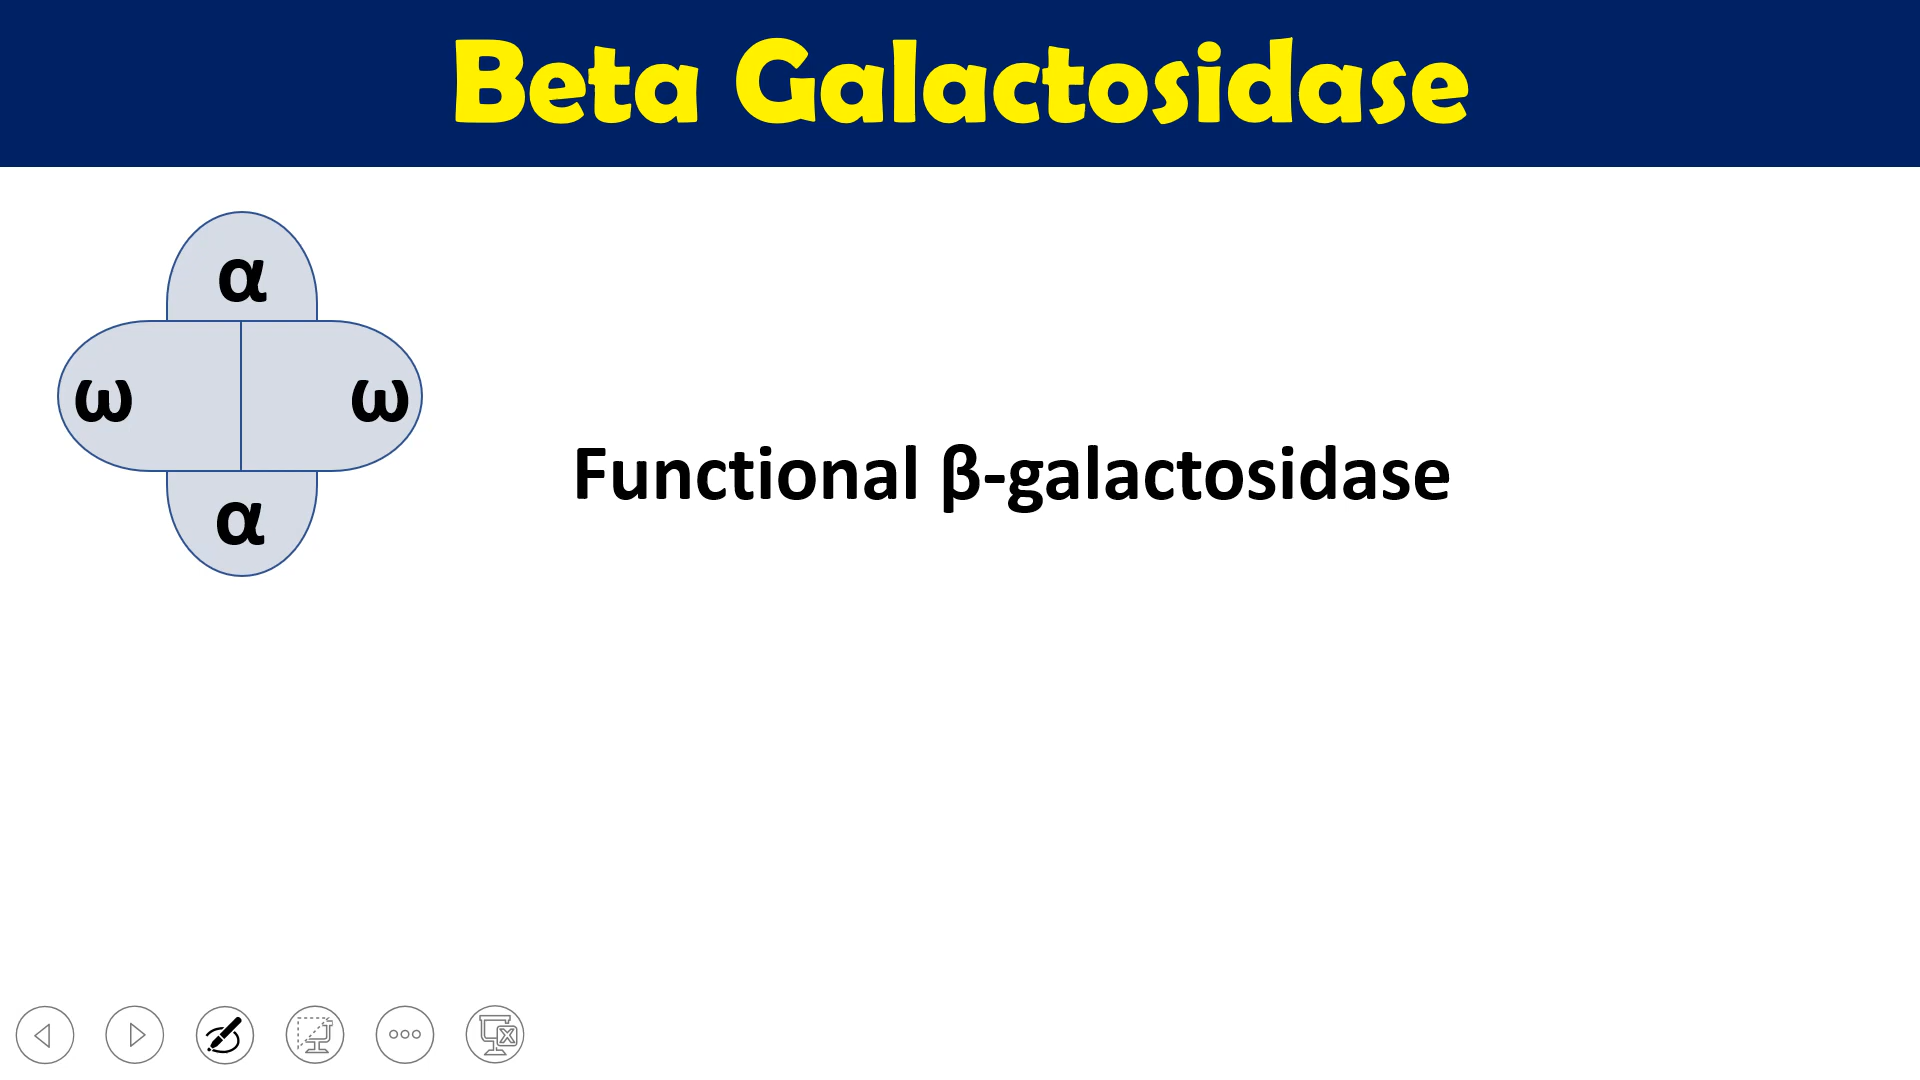 Beta Galactosidase
α
ω ω
α
Functional β-galactosidase